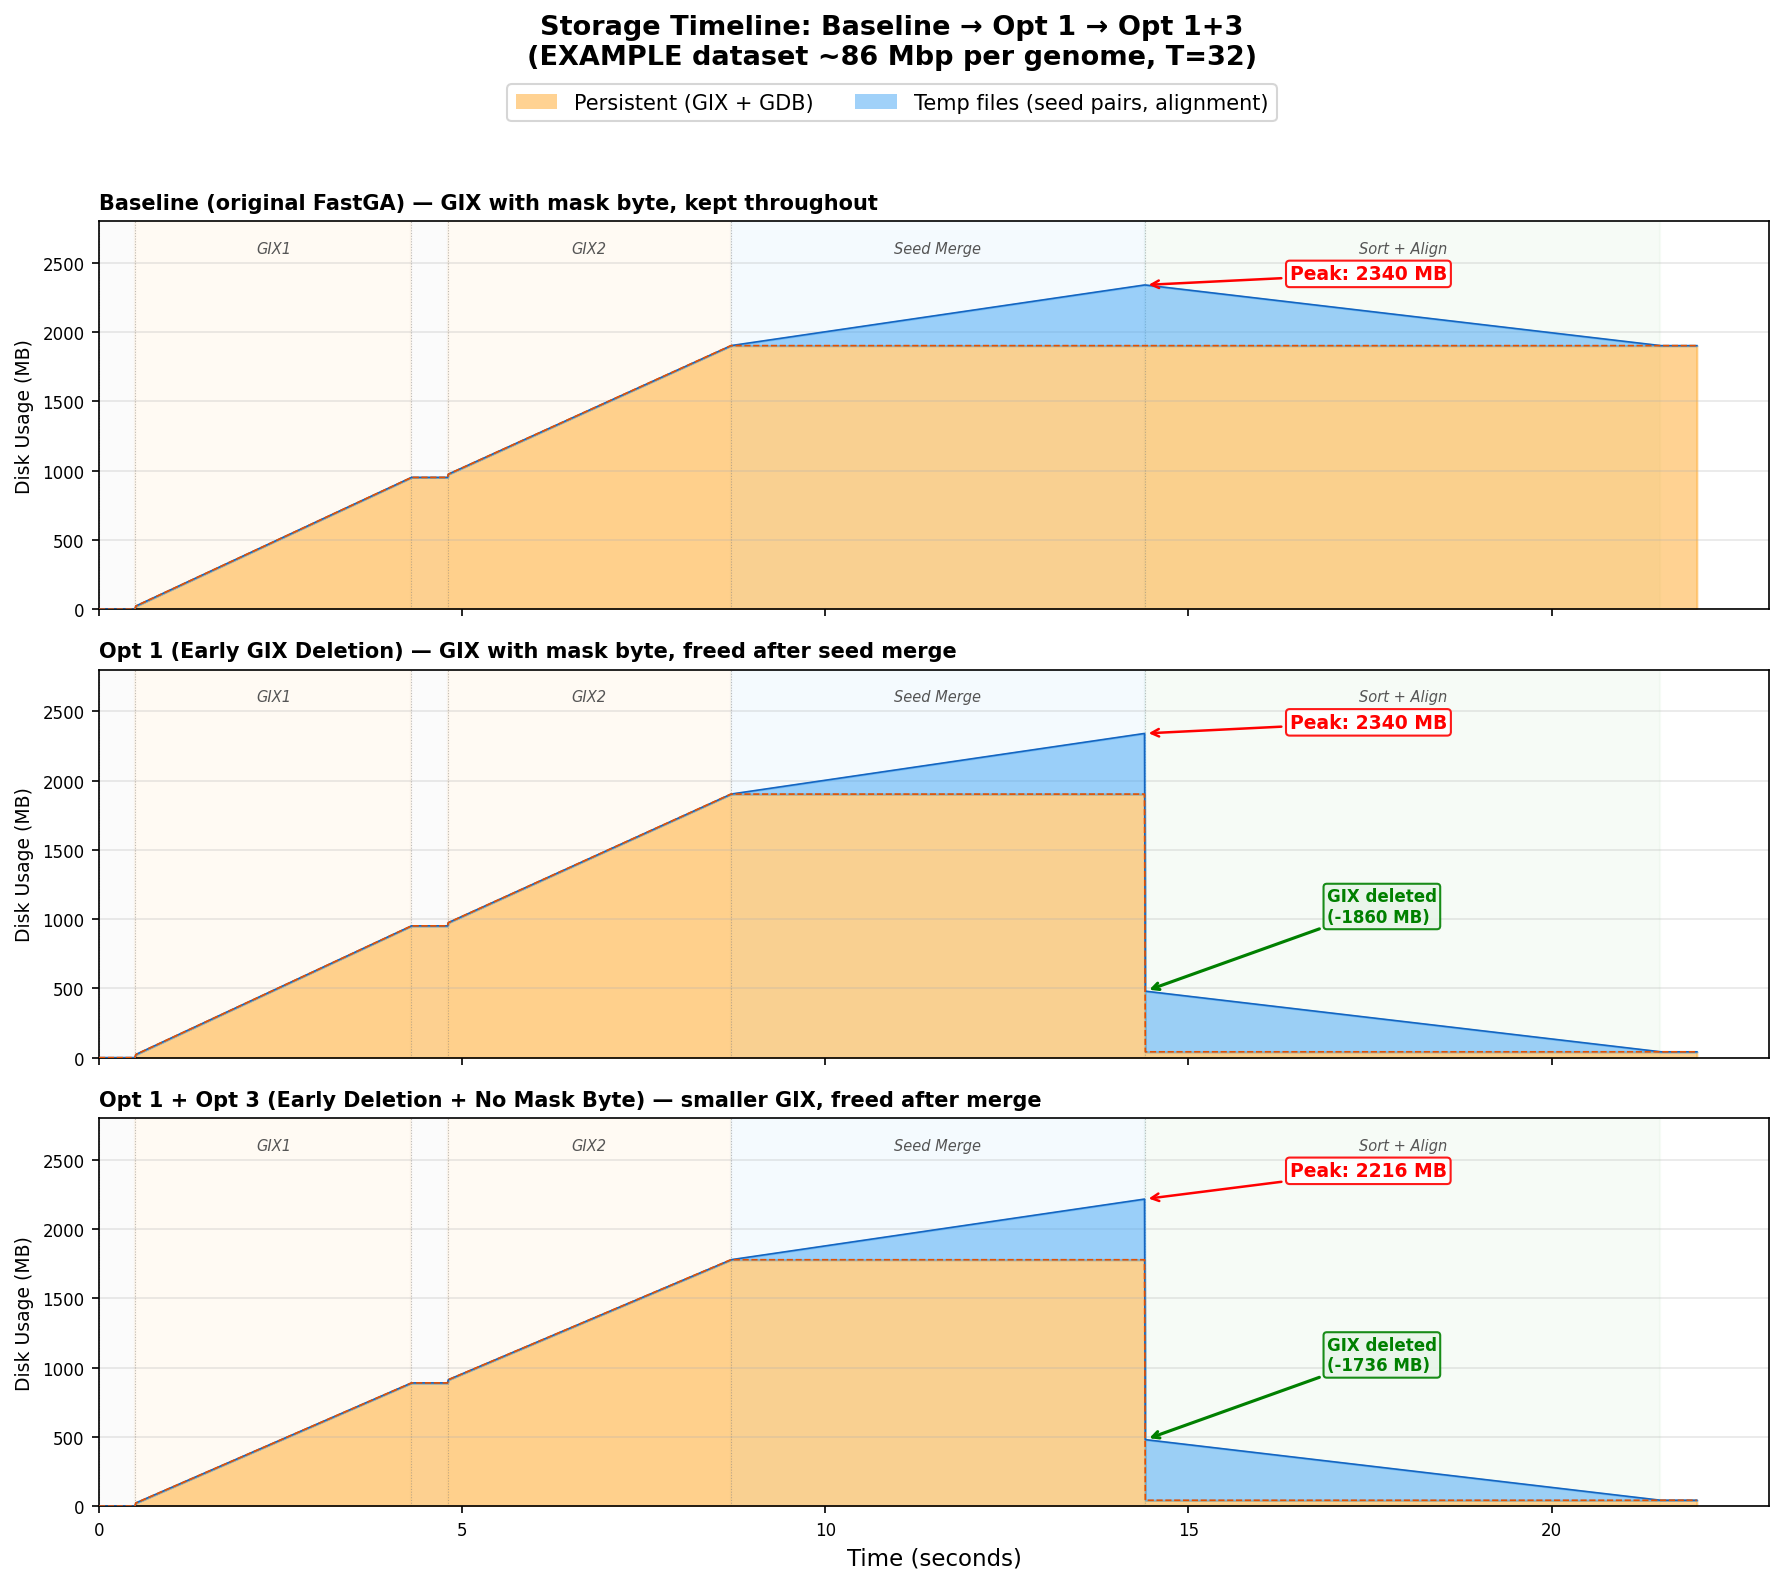 Storage Timeline: Baseline → Opt 1 → Opt 1+3
(EXAMPLE dataset ~86 Mbp per genome, T=32)
Persistent (GIX + GDB)
Temp files (seed pairs, alignment)
Baseline (original FastGA) — GIX with mask byte, kept throughout
GIX1
GIX2
Seed Merge
Sort + Align
Peak: 2340 MB
Disk Usage (MB)
2500
2000
1500
1000
500
0
Opt 1 (Early GIX Deletion) — GIX with mask byte, freed after seed merge
GIX1
GIX2
Seed Merge
Sort + Align
Peak: 2340 MB
GIX deleted
(-1860 MB)
Disk Usage (MB)
2500
2000
1500
1000
500
0
Opt 1 + Opt 3 (Early Deletion + No Mask Byte) — smaller GIX, freed after merge
GIX1
GIX2
Seed Merge
Sort + Align
Peak: 2216 MB
GIX deleted
(-1736 MB)
Disk Usage (MB)
2500
2000
1500
1000
500
0
0
5
10
15
20
Time (seconds)